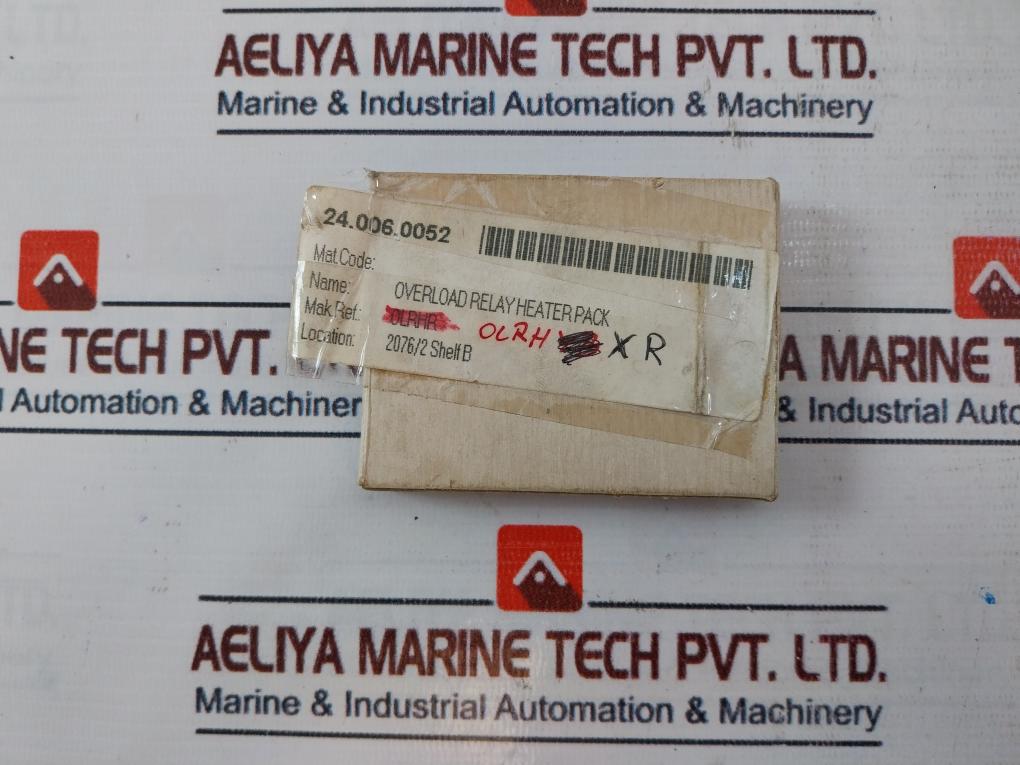 AELIYA MARINE TECH PVT. LTD.
Marine & Industrial Automation & Machinery
24.006.0052
Mat.Code:
Name: OVERLOAD RELAY HEATER PACK
Mak.Ref.: OLRHR OLRH XR
Location: 2076/2 Shelf B
NE TECH PVT.
l Automation & Machiner
A MARINE T
& Industrial Auto
AELIYA MARINE TECH PVT. LTD.
Marine & Industrial Automation & Machinery